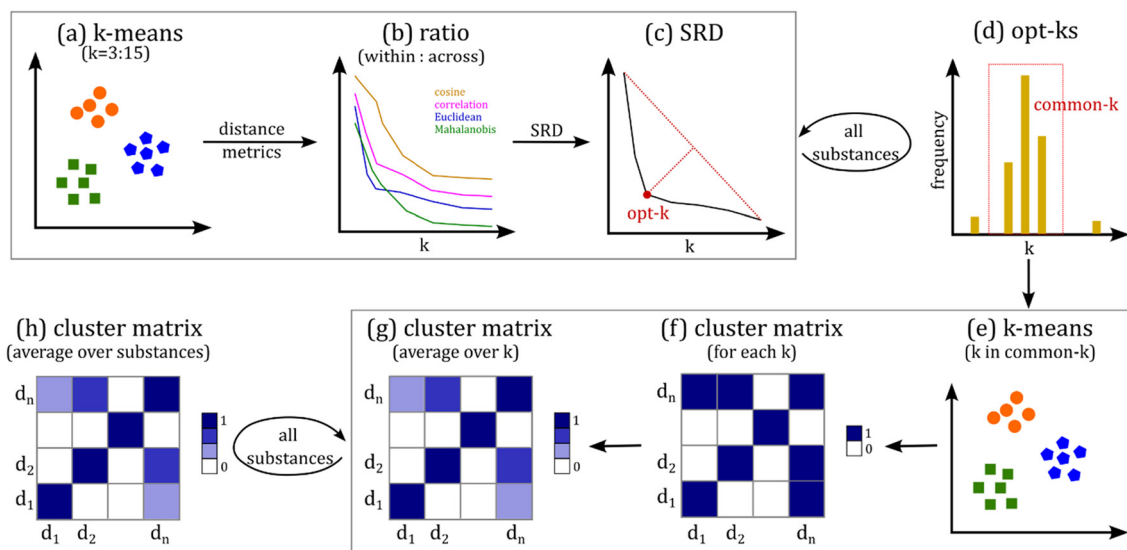 (a) k-means
(k=3:15)
distance
metrics
(b) ratio
(within : across)
cosine
correlation
Euclidean
Mahalanobis
k
SRD
(c) SRD
opt-k
k
all
substances
(d) opt-ks
frequency
common-k
k
(h) cluster matrix
(average over substances)
dn
d2
d1
d1 d2 dn
1
0
all
substances
(g) cluster matrix
(average over k)
dn
d2
d1
d1 d2 dn
1
0
(f) cluster matrix
(for each k)
dn
d2
d1
d1 d2 dn
1
0
(e) k-means
(k in common-k)